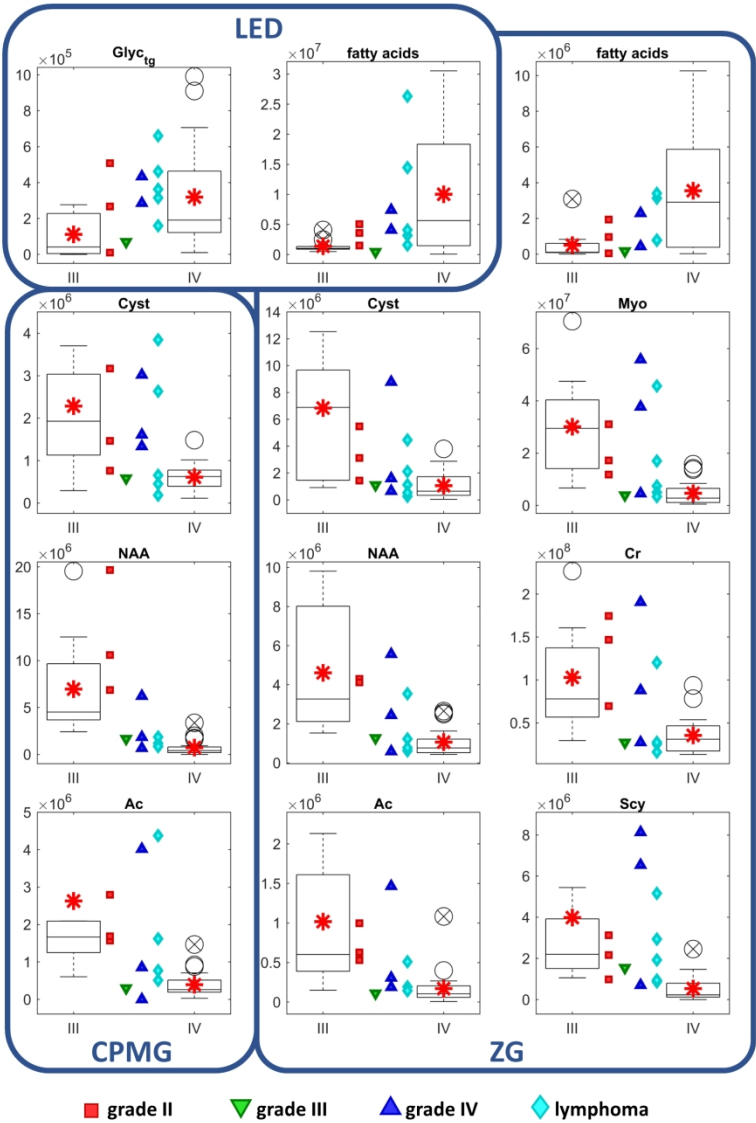 LED
Glyc_tg
fatty acids
fatty acids
×10^5
×10^7
×10^6
10
8
6
4
2
0
3
2.5
2
1.5
1
0.5
0
10
8
6
4
2
0
III IV
III IV
III IV
Cyst
Cyst
Myo
×10^6
×10^6
×10^7
4
3
2
1
0
14
12
10
8
6
4
2
0
6
4
2
0
III IV
III IV
III IV
NAA
NAA
Cr
×10^6
×10^6
×10^8
20
15
10
5
0
10
8
6
4
2
0
2
1.5
1
0.5
III IV
III IV
III IV
Ac
Ac
Scy
×10^6
×10^6
×10^6
5
4
3
2
1
0
2
1.5
1
0.5
0
8
6
4
2
0
III IV
III IV
III IV
CPMG
ZG
grade II grade III grade IV lymphoma